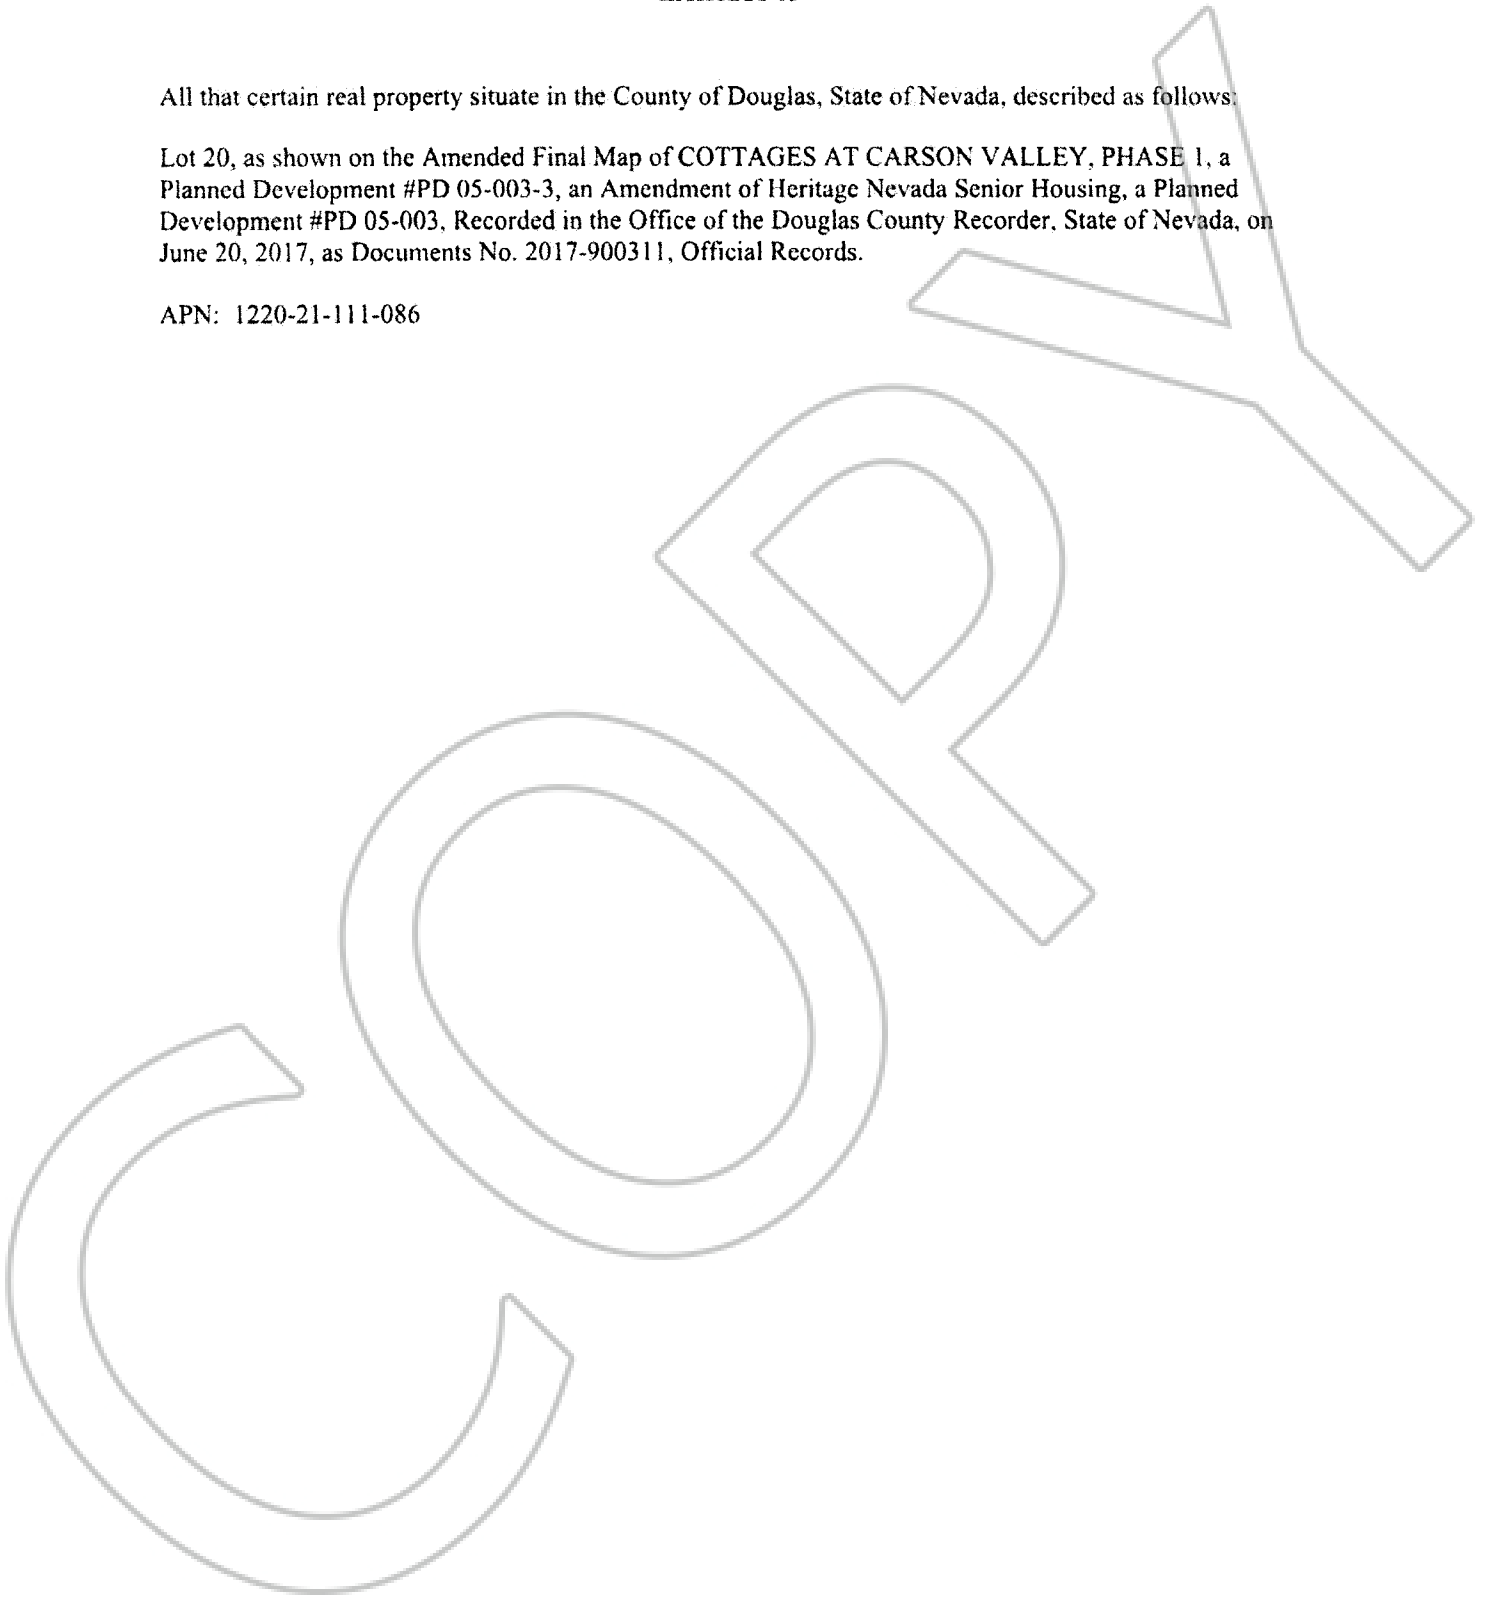 All that certain real property situate in the County of Douglas, State of Nevada, described as follows:
Lot 20, as shown on the Amended Final Map of COTTAGES AT CARSON VALLEY, PHASE 1, a
Planned Development #PD 05-003-3, an Amendment of Heritage Nevada Senior Housing, a Planned
Development #PD 05-003, Recorded in the Office of the Douglas County Recorder, State of Nevada, on
June 20, 2017, as Documents No. 2017-900311, Official Records.
APN: 1220-21-111-086
COPY